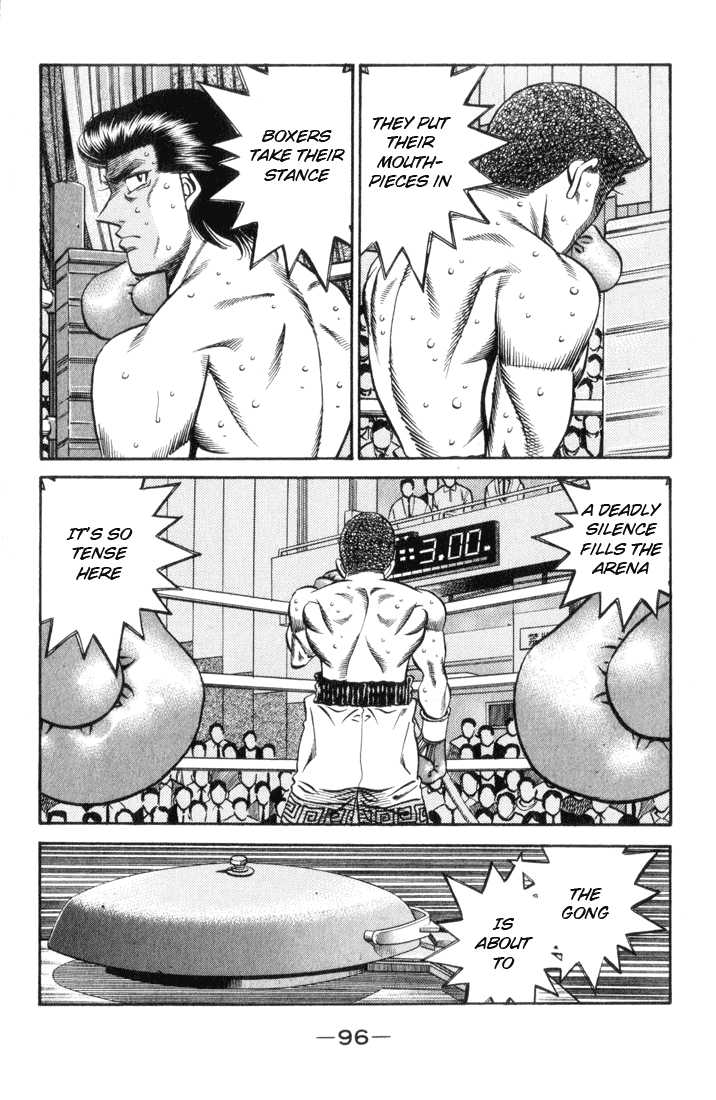 THEY PUT
THEIR
MOUTH-
PIECES IN
BOXERS
TAKE THEIR
STANCE
A DEADLY
SILENCE
FILLS THE
ARENA
3.00.
IT'S SO
TENSE
HERE
THE
GONG
IS
ABOUT
TO
—96—